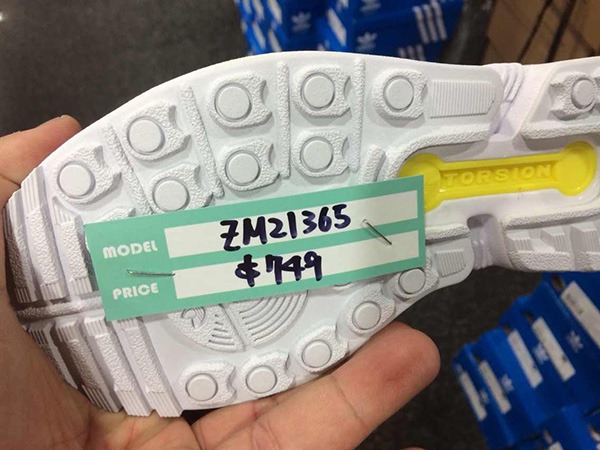 TORSION
MODEL ZM21365
PRICE $749